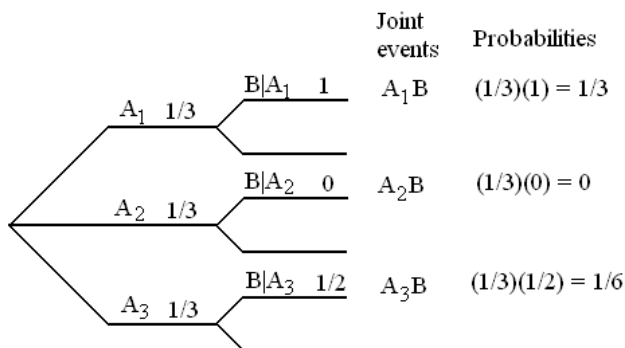 Joint
events Probabilities
B|A₁ 1 A₁B (1/3)(1) = 1/3
A₁ 1/3
B|A₂ 0 A₂B (1/3)(0) = 0
A₂ 1/3
B|A₃ 1/2 A₃B (1/3)(1/2) = 1/6
A₃ 1/3